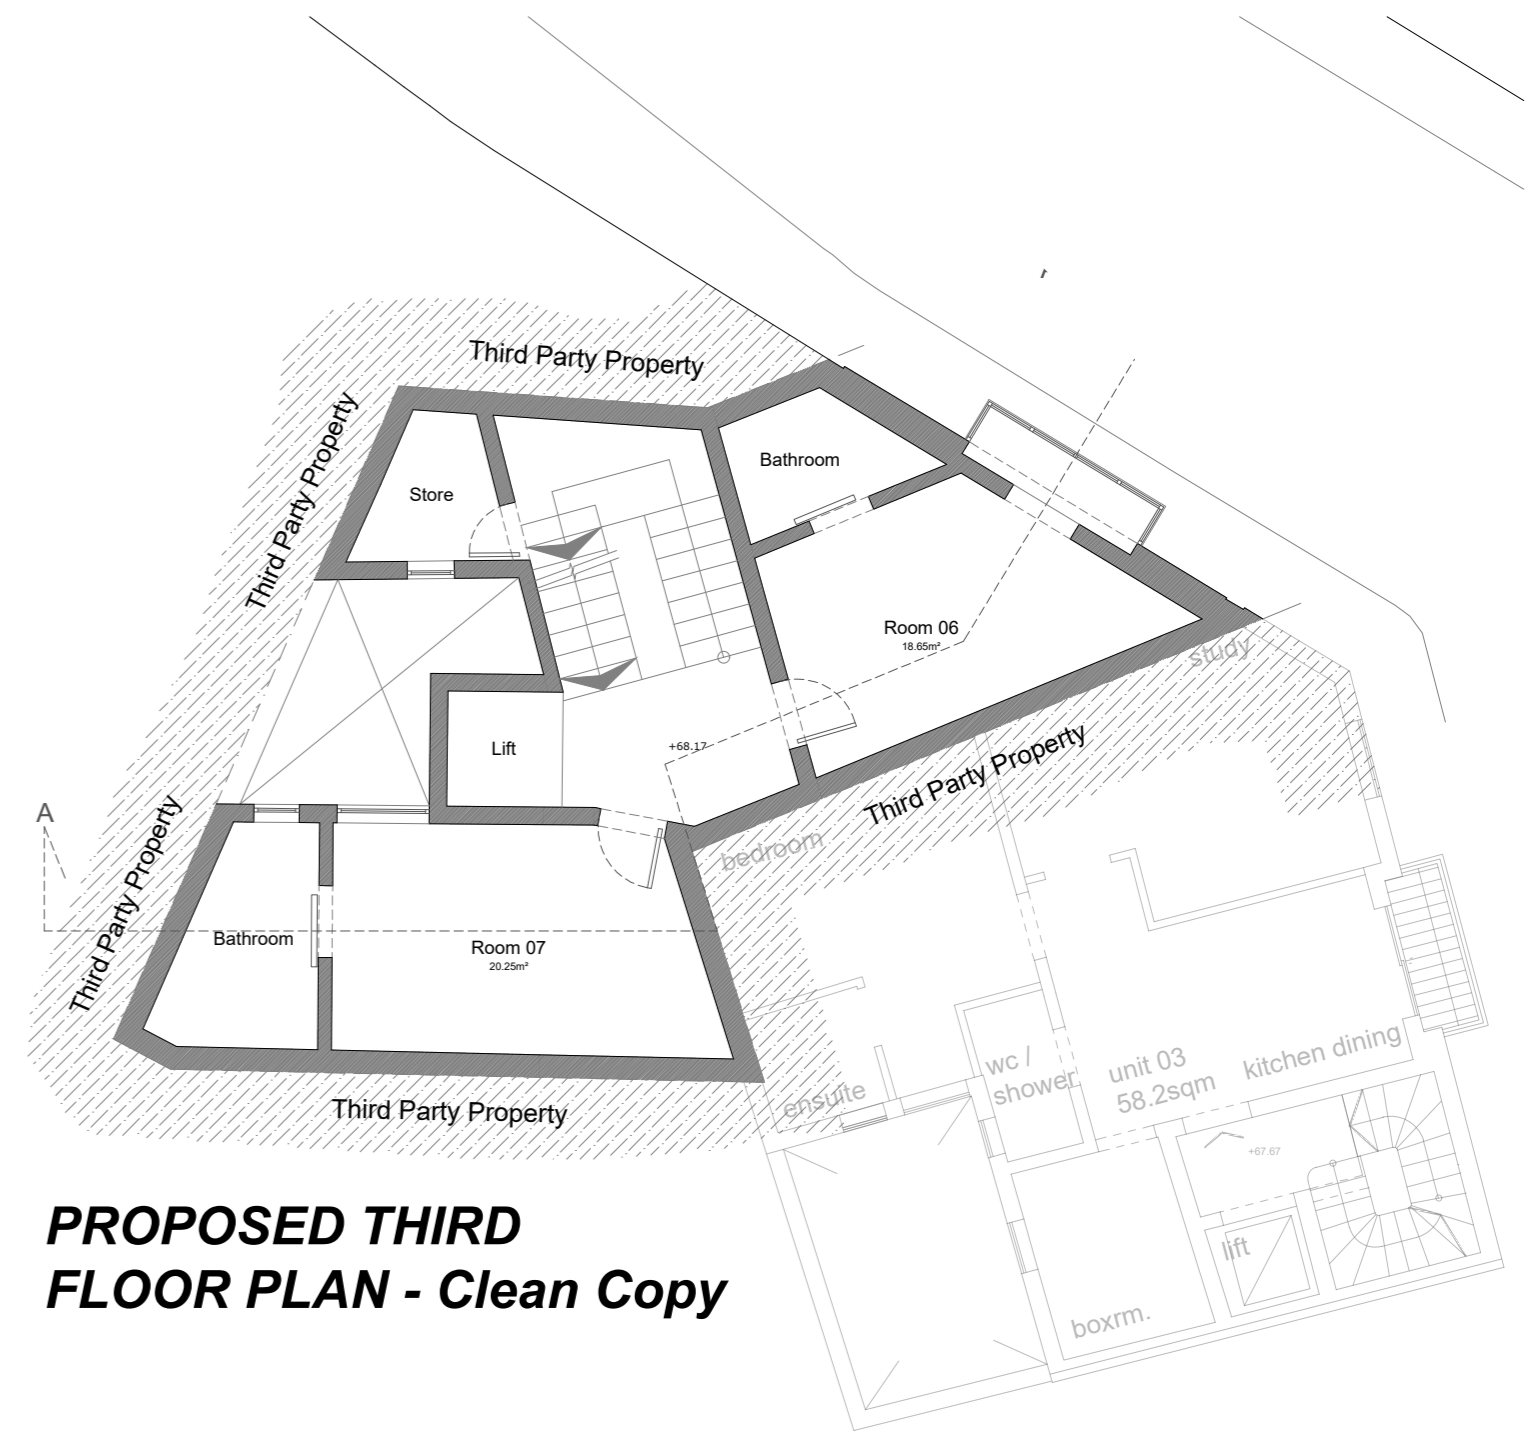 Third Party Property
Third Party Property
Bathroom
Store
Room 06
18.65m²
study
+68.17
Lift
Third Party Property
A
Third Party Property
bedroom
Bathroom
Room 07
20.25m²
Third Party Property
ensuite
wc /
shower
unit 03
58.2sqm
kitchen dining
+67.67
lift
boxrm.
PROPOSED THIRD
FLOOR PLAN - Clean Copy